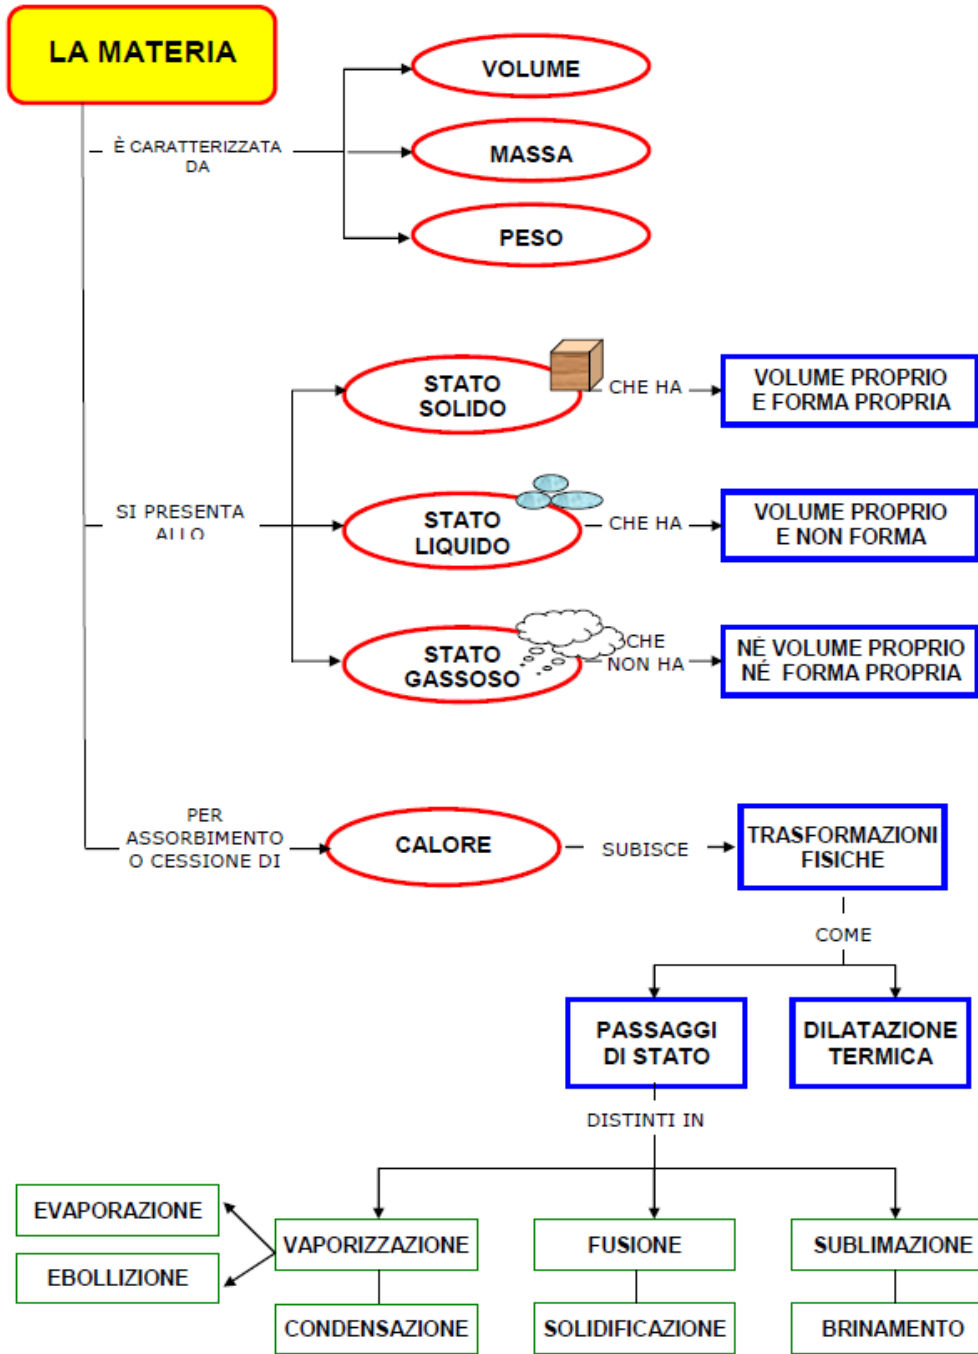 LA MATERIA
È CARATTERIZZATA
DA
VOLUME
MASSA
PESO
SI PRESENTA
ALLO
STATO
SOLIDO
CHE HA
VOLUME PROPRIO
E FORMA PROPRIA
STATO
LIQUIDO
CHE HA
VOLUME PROPRIO
E NON FORMA
STATO
GASSOSO
CHE
NON HA
NÉ VOLUME PROPRIO
NÉ FORMA PROPRIA
PER
ASSORBIMENTO
O CESSIONE DI
CALORE
SUBISCE
TRASFORMAZIONI
FISICHE
COME
PASSAGGI
DI STATO
DILATAZIONE
TERMICA
DISTINTI IN
EVAPORAZIONE
EBOLLIZIONE
VAPORIZZAZIONE
FUSIONE
SUBLIMAZIONE
CONDENSAZIONE
SOLIDIFICAZIONE
BRINAMENTO